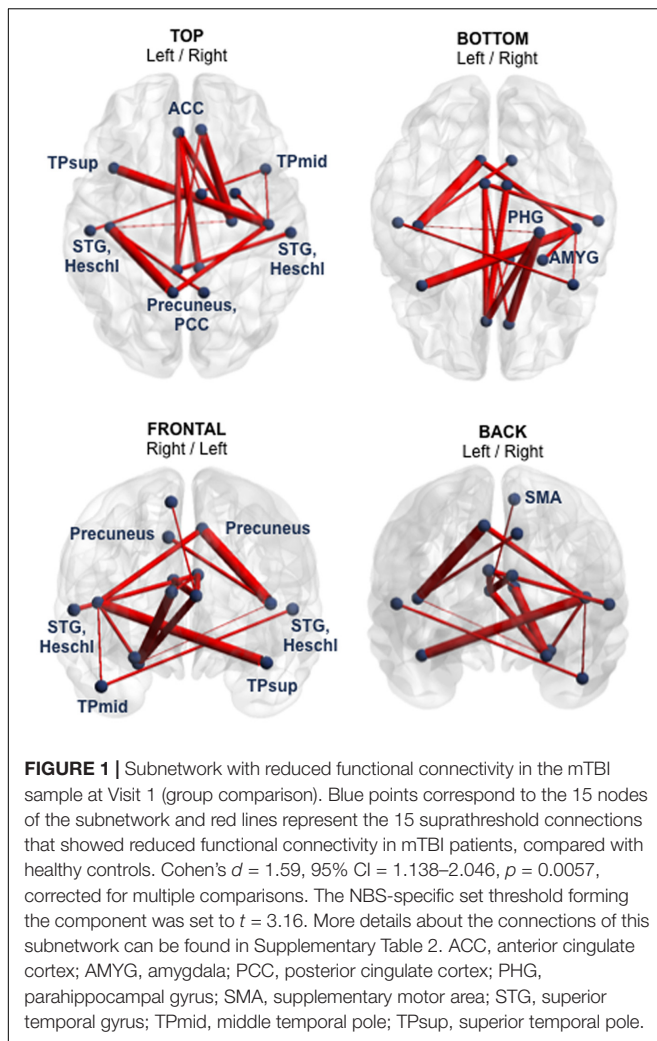 TOP
Left / Right
ACC
TPsup
TPmid
STG,
Heschl
STG,
Heschl
Precuneus,
PCC
BOTTOM
Left / Right
PHG
AMYG
FRONTAL
Right / Left
Precuneus
Precuneus
STG,
Heschl
STG,
Heschl
TPsup
TPmid
BACK
Left / Right
SMA
FIGURE 1 | Subnetwork with reduced functional connectivity in the mTBI
sample at Visit 1 (group comparison). Blue points correspond to the 15 nodes
of the subnetwork and red lines represent the 15 suprathreshold connections
that showed reduced functional connectivity in mTBI patients, compared with
healthy controls. Cohen's d = 1.59, 95% CI = 1.138–2.046, p = 0.0057,
corrected for multiple comparisons. The NBS-specific set threshold forming
the component was set to t = 3.16. More details about the connections of this
subnetwork can be found in Supplementary Table 2. ACC, anterior cingulate
cortex; AMYG, amygdala; PCC, posterior cingulate cortex; PHG,
parahippocampal gyrus; SMA, supplementary motor area; STG, superior
temporal gyrus; TPmid, middle temporal pole; TPsup, superior temporal pole.